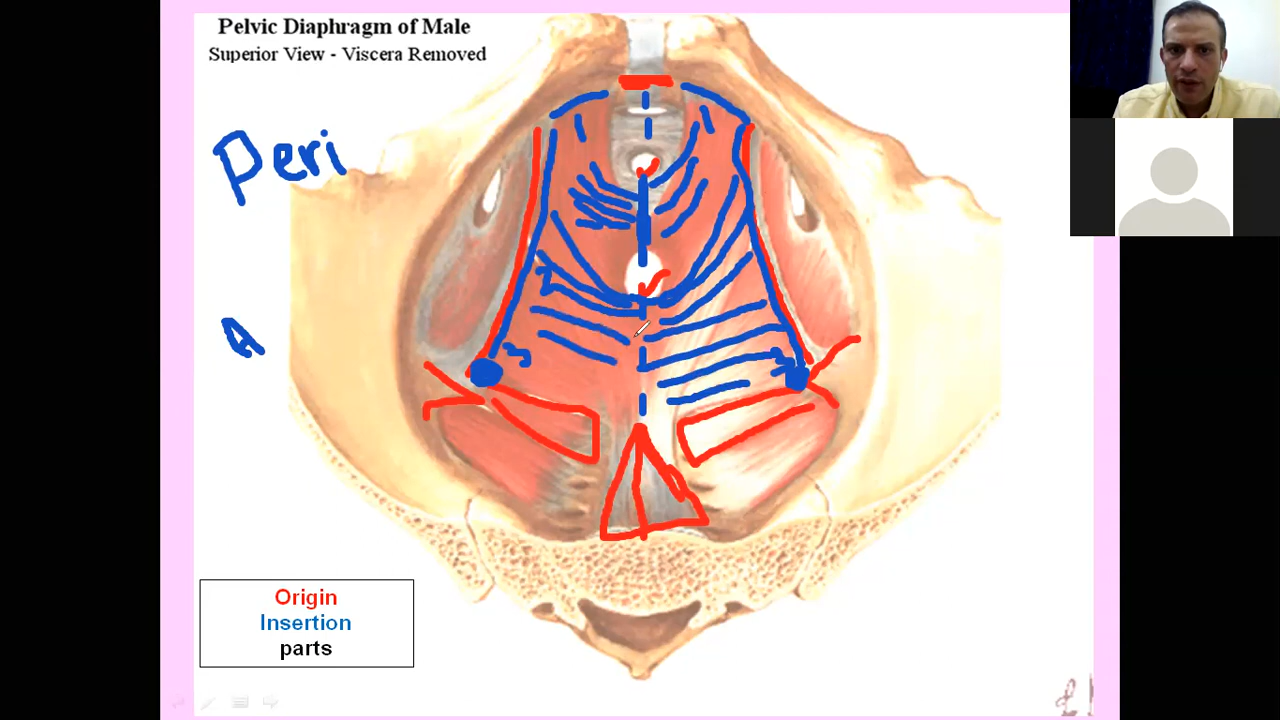 Pelvic Diaphragm of Male
Superior View - Viscera Removed
Peri
A
Origin
Insertion
parts